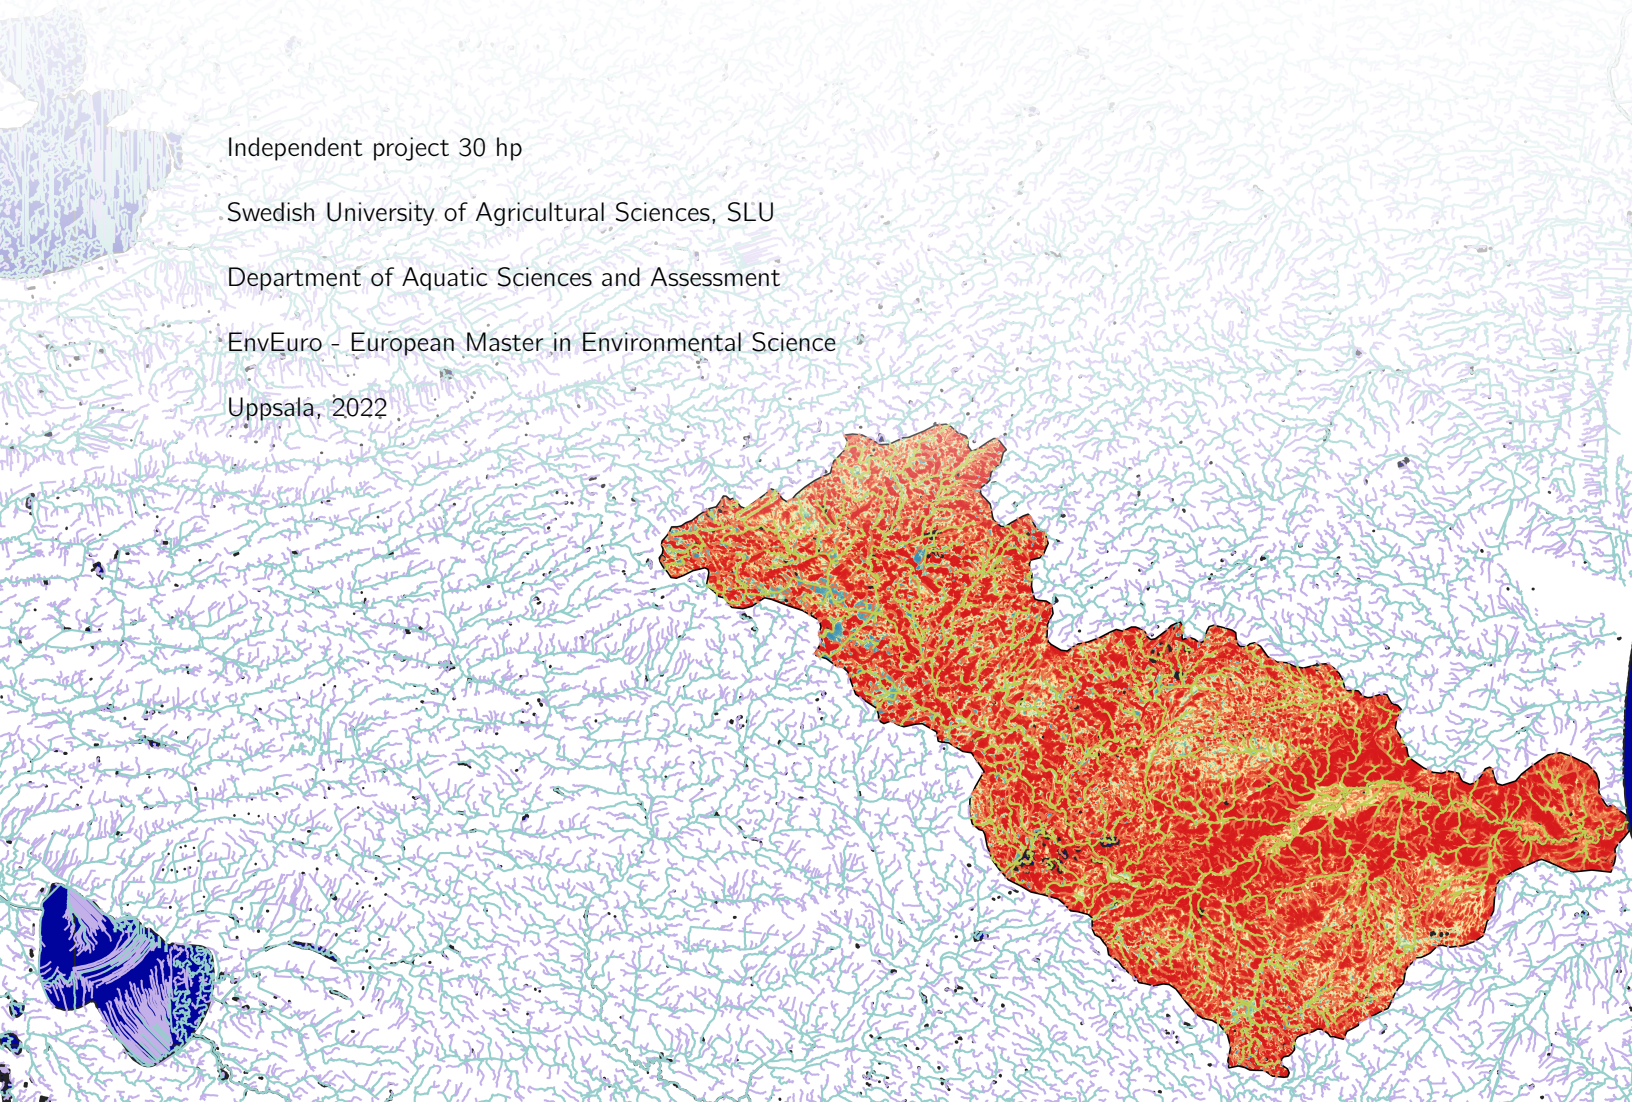 Independent project 30 hp
Swedish University of Agricultural Sciences, SLU
Department of Aquatic Sciences and Assessment
EnvEuro - European Master in Environmental Science
Uppsala, 2022